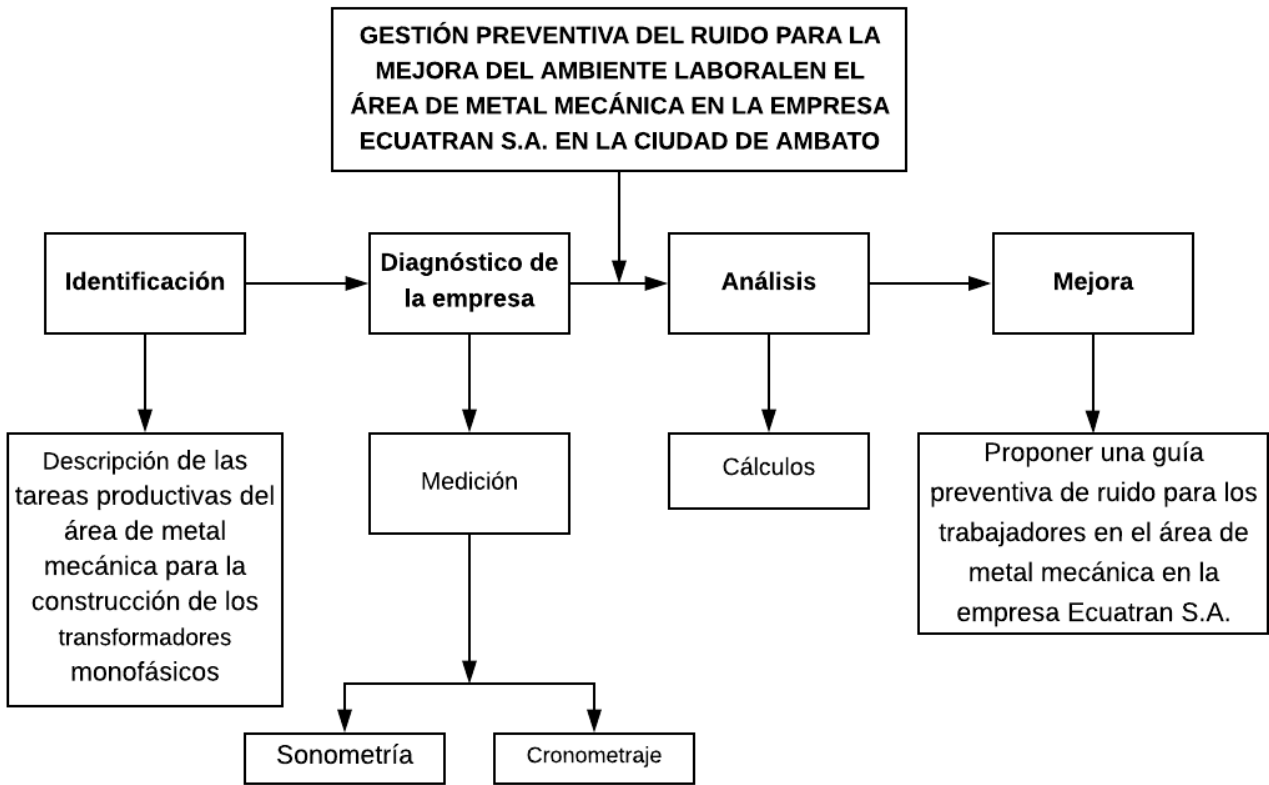 GESTIÓN PREVENTIVA DEL RUIDO PARA LA
MEJORA DEL AMBIENTE LABORALEN EL
ÁREA DE METAL MECÁNICA EN LA EMPRESA
ECUATRAN S.A. EN LA CIUDAD DE AMBATO
Identificación
Diagnóstico de
la empresa
Análisis
Mejora
Descripción de las
tareas productivas del
área de metal
mecánica para la
construcción de los
transformadores
monofásicos
Medición
Cálculos
Proponer una guía
preventiva de ruido para los
trabajadores en el área de
metal mecánica en la
empresa Ecuatran S.A.
Sonometría
Cronometraje